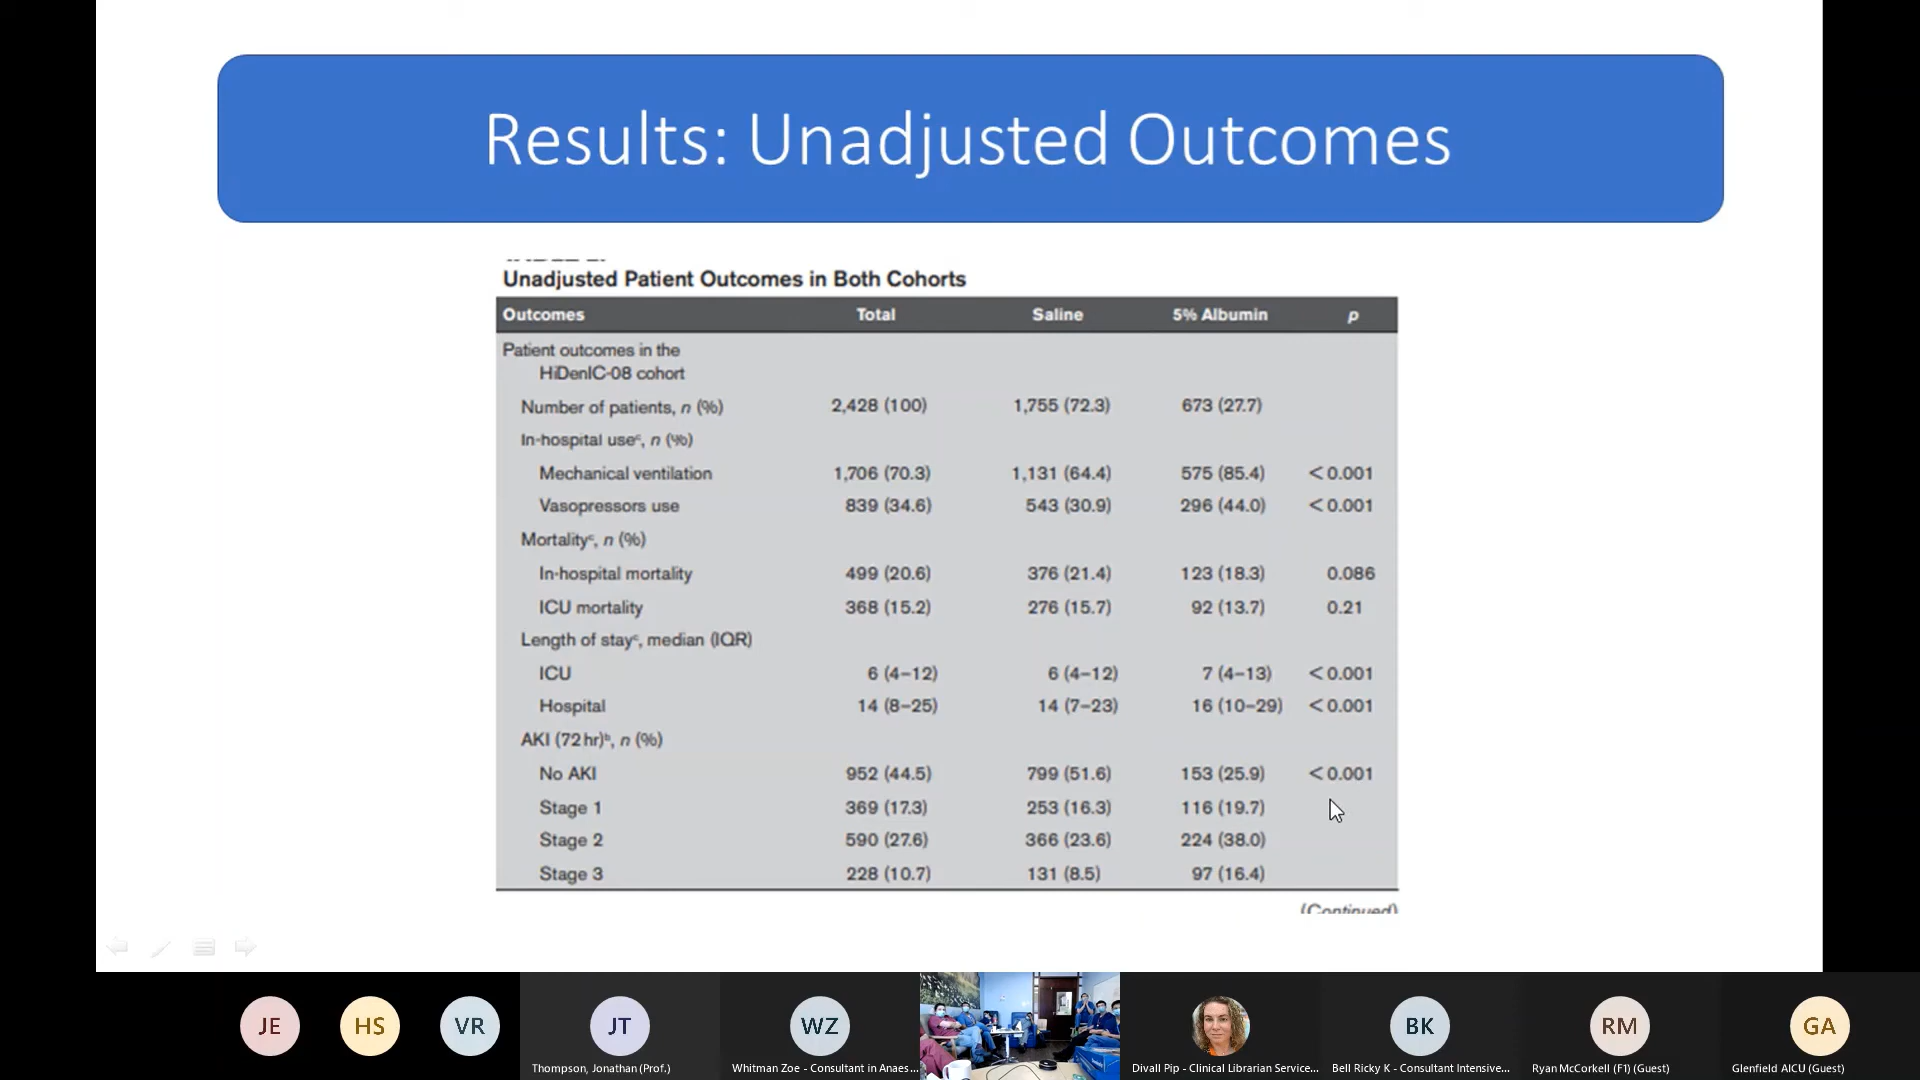 Results: Unadjusted Outcomes
Unadjusted Patient Outcomes in Both Cohorts
Outcomes Total Saline 5% Albumin p
Patient outcomes in the
HiDenIC-08 cohort
Number of patients, n (%) 2,428 (100) 1,755 (72.3) 673 (27.7)
In-hospital useᶜ, n (%)
Mechanical ventilation 1,706 (70.3) 1,131 (64.4) 575 (85.4) <0.001
Vasopressors use 839 (34.6) 543 (30.9) 296 (44.0) <0.001
Mortalityᶜ, n (%)
In-hospital mortality 499 (20.6) 376 (21.4) 123 (18.3) 0.086
ICU mortality 368 (15.2) 276 (15.7) 92 (13.7) 0.21
Length of stayᶜ, median (IQR)
ICU 6 (4–12) 6 (4–12) 7 (4–13) <0.001
Hospital 14 (8–25) 14 (7–23) 16 (10–29) <0.001
AKI (72 hr)ᵇ, n (%)
No AKI 952 (44.5) 799 (51.6) 153 (25.9) <0.001
Stage 1 369 (17.3) 253 (16.3) 116 (19.7)
Stage 2 590 (27.6) 366 (23.6) 224 (38.0)
Stage 3 228 (10.7) 131 (8.5) 97 (16.4)
(Continued)
JE HS VR JT WZ BK RM GA
Thompson, Jonathan (Prof.) Whitman Zoe - Consultant in Anaes... Divall Pip - Clinical Librarian Service... Bell Ricky K - Consultant Intensive... Ryan McCorkell (F1) (Guest) Glenfield AICU (Guest)